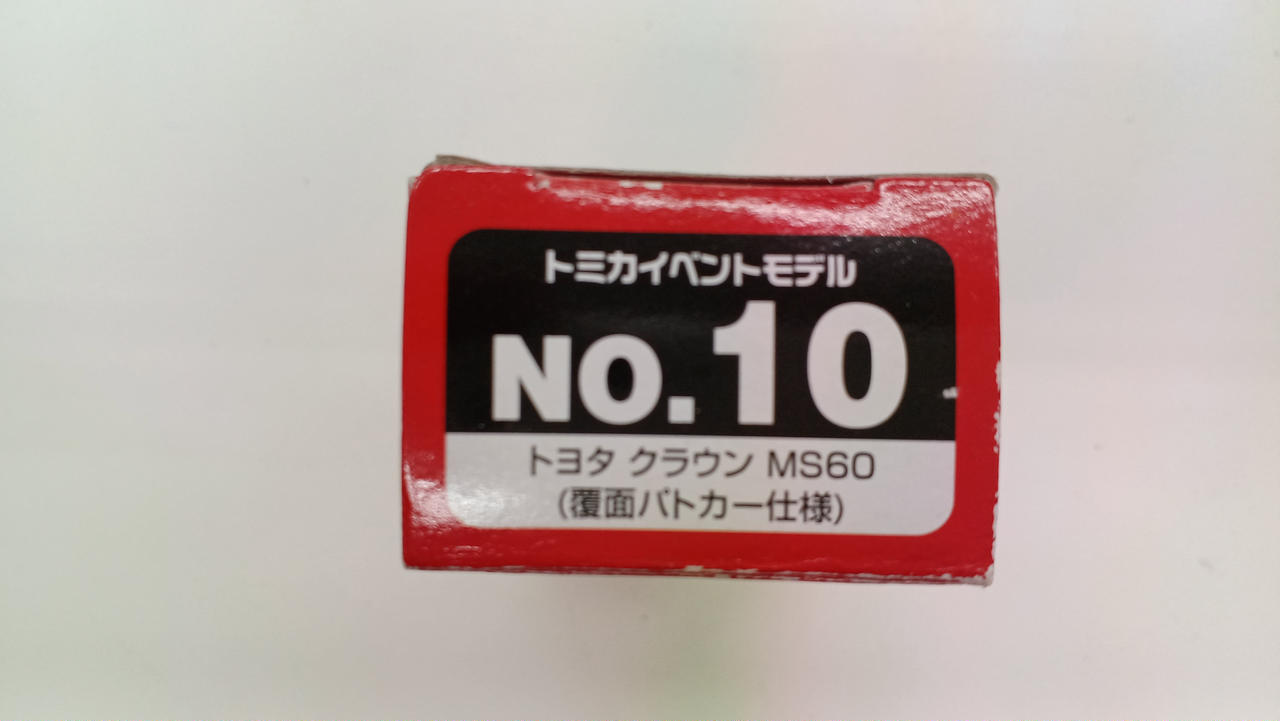 トミカイベントモデル
NO.10
トヨタ クラウン MS60
(覆面パトカー仕様)